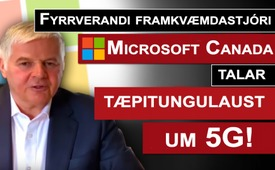 Fyrrverandi framkvæmdastjóri
Microsoft Canada
talar
tæpitungulaust
um 5G!